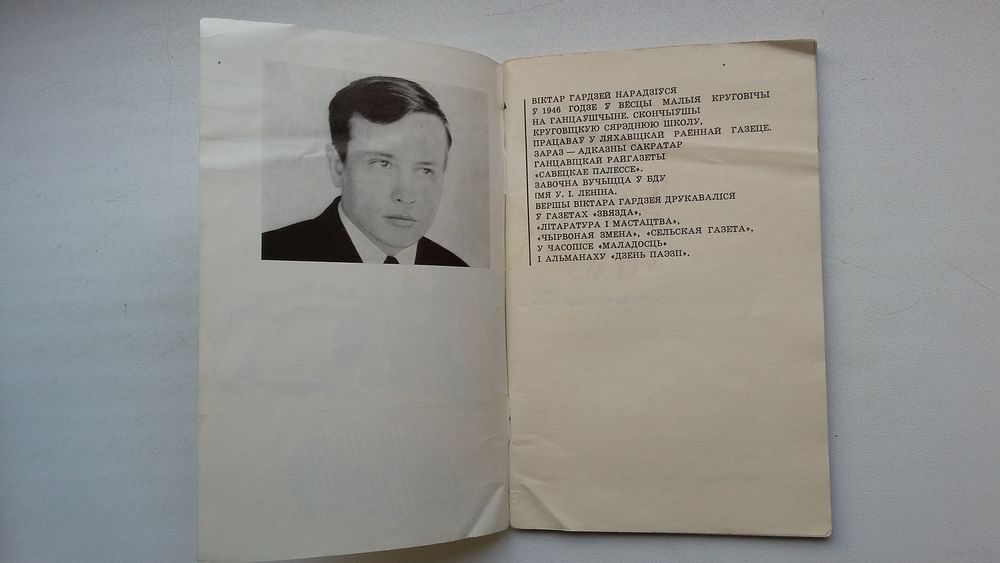 ВІКТАР ГАРДЗЕЙ НАРАДЗІЎСЯ
Ў 1946 ГОДЗЕ Ў ВЁСЦЫ МАЛЫЯ КРУГОВІЧЫ
НА ГАНЦАЎШЧЫНЕ. СКОНЧЫЎШЫ
КРУГОВІЦКУЮ СЯРЭДНЮЮ ШКОЛУ,
ПРАЦАВАЎ У ЛЯХАВІЦКАЙ РАЁННАЙ ГАЗЕЦЕ.
ЗАРАЗ — АДКАЗНЫ САКРАТАР
ГАНЦАВІЦКАЙ РАЙГАЗЕТЫ
«САВЕЦКАЕ ПАЛЕССЕ».
ЗАВОЧНА ВУЧЫЦЦА Ў БДУ
ІМЯ У. І. ЛЕНІНА.
ВЕРШЫ ВІКТАРА ГАРДЗЕЯ ДРУКАВАЛІСЯ
Ў ГАЗЕТАХ «ЗВЯЗДА»,
«ЛІТАРАТУРА І МАСТАЦТВА»,
«ЧЫРВОНАЯ ЗМЕНА», «СЕЛЬСКАЯ ГАЗЕТА»,
У ЧАСОПІСЕ «МАЛАДОСЦЬ»
І АЛЬМАНАХУ «ДЗЕНЬ ПАЭЗІІ».